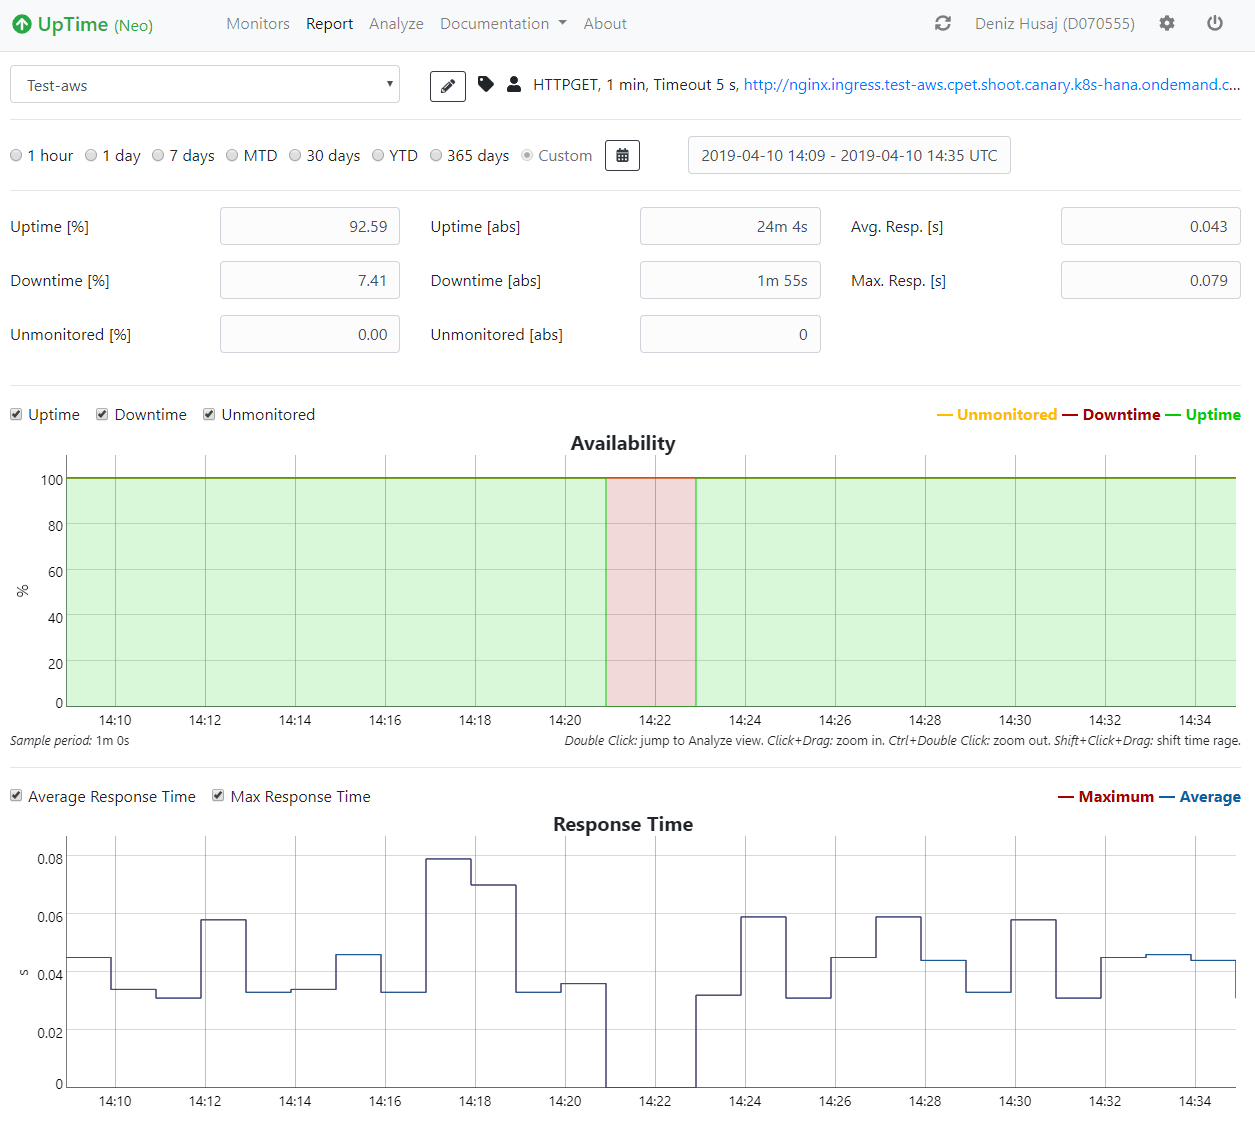 UpTime (Neo) Monitors Report Analyze Documentation About Deniz Husaj (D070555)
Test-aws HTTPGET, 1 min, Timeout 5 s, http://nginx.ingress.test-aws.cpet.shoot.canary.k8s-hana.ondemand.c...
1 hour 1 day 7 days MTD 30 days YTD 365 days Custom 2019-04-10 14:09 - 2019-04-10 14:35 UTC
Uptime [%] 92.59 Uptime [abs] 24m 4s Avg. Resp. [s] 0.043
Downtime [%] 7.41 Downtime [abs] 1m 55s Max. Resp. [s] 0.079
Unmonitored [%] 0.00 Unmonitored [abs] 0
Uptime Downtime Unmonitored Unmonitored Downtime Uptime
Availability
100
80
60
%
40
20
0
14:10 14:12 14:14 14:16 14:18 14:20 14:22 14:24 14:26 14:28 14:30 14:32 14:34
Sample period: 1m 0s Double Click: jump to Analyze view. Click+Drag: zoom in. Ctrl+Double Click: zoom out. Shift+Click+Drag: shift time rage.
Average Response Time Max Response Time Maximum Average
Response Time
0.08
0.06
s
0.04
0.02
0
14:10 14:12 14:14 14:16 14:18 14:20 14:22 14:24 14:26 14:28 14:30 14:32 14:34